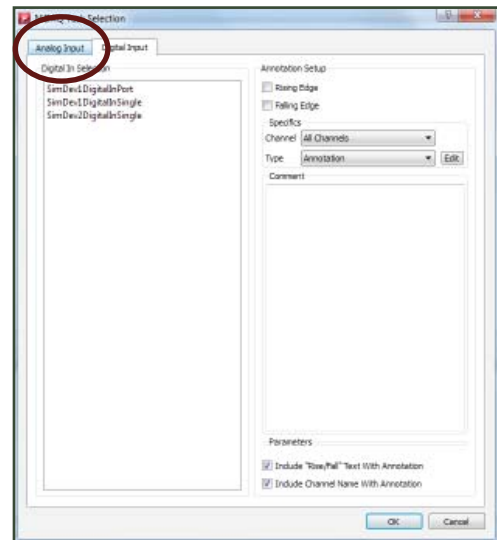 Selection
Analog Input Digital Input
Digital In Selection
SimDev1DigitalInPort
SimDev1DigitalInSingle
SimDev2DigitalInSingle
Annotation Setup
Rising Edge
Falling Edge
Specifics
Channel All Channels
Type Annotation Edit
Comment
Parameters
Include "Rise/Fall" Text With Annotation
Include Channel Name With Annotation
OK Cancel